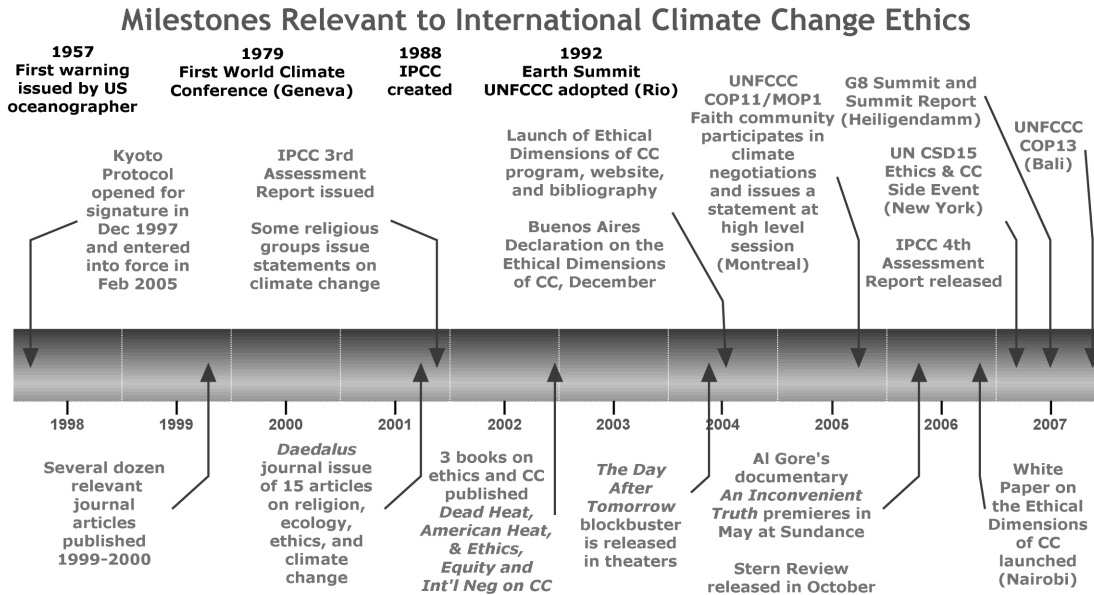 Milestones Relevant to International Climate Change Ethics
1957
First warning
issued by US
oceanographer
1979
First World Climate
Conference (Geneva)
1988
IPCC
created
1992
Earth Summit
UNFCCC adopted (Rio)
Kyoto
Protocol
opened for
signature in
Dec 1997
and entered
into force in
Feb 2005
IPCC 3rd
Assessment
Report issued
Some religious
groups issue
statements on
climate change
Launch of Ethical
Dimensions of CC
program, website,
and bibliography
Buenos Aires
Declaration on the
Ethical Dimensions
of CC, December
UNFCCC
COP11/MOP1
Faith community
participates in
climate
negotiations
and issues a
statement at
high level
session
(Montreal)
G8 Summit and
Summit Report
(Heiligendamm)
UN CSD15
Ethics & CC
Side Event
(New York)
IPCC 4th
Assessment
Report released
UNFCCC
COP13
(Bali)
1998
1999
2000
2001
2002
2003
2004
2005
2006
2007
Several dozen
relevant
journal
articles
published
1999-2000
Daedalus
journal issue
of 15 articles
on religion,
ecology,
ethics, and
climate
change
3 books on
ethics and CC
published
Dead Heat,
American Heat,
& Ethics,
Equity and
Int'l Neg on CC
The Day
After
Tomorrow
blockbuster
is released
in theaters
Al Gore's
documentary
An Inconvenient
Truth premieres in
May at Sundance
Stern Review
released in October
White
Paper on
the Ethical
Dimensions
of CC
launched
(Nairobi)